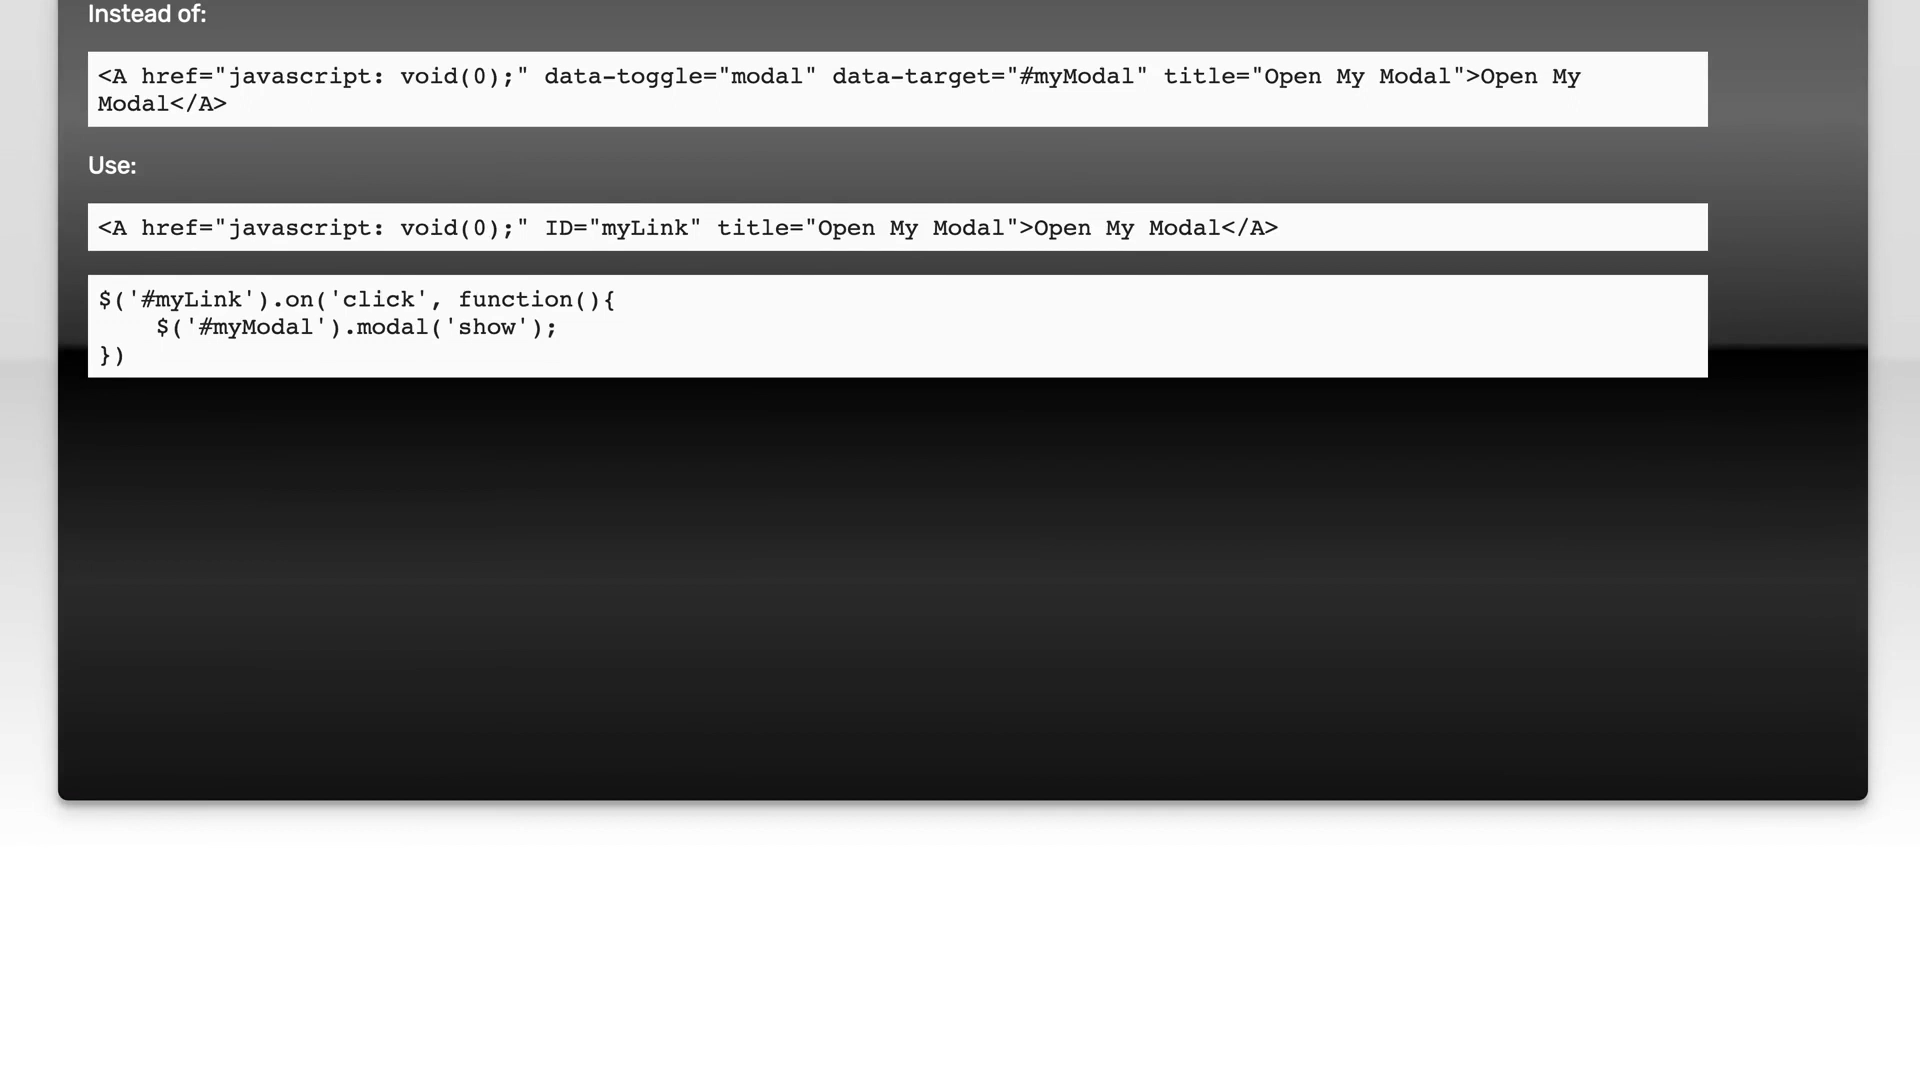 Instead of:
<A href="javascript: void(0);" data-toggle="modal" data-target="#myModal" title="Open My Modal">Open My
Modal</A>
Use:
<A href="javascript: void(0);" ID="myLink" title="Open My Modal">Open My Modal</A>
$('#myLink').on('click', function(){
    $('#myModal').modal('show');
})